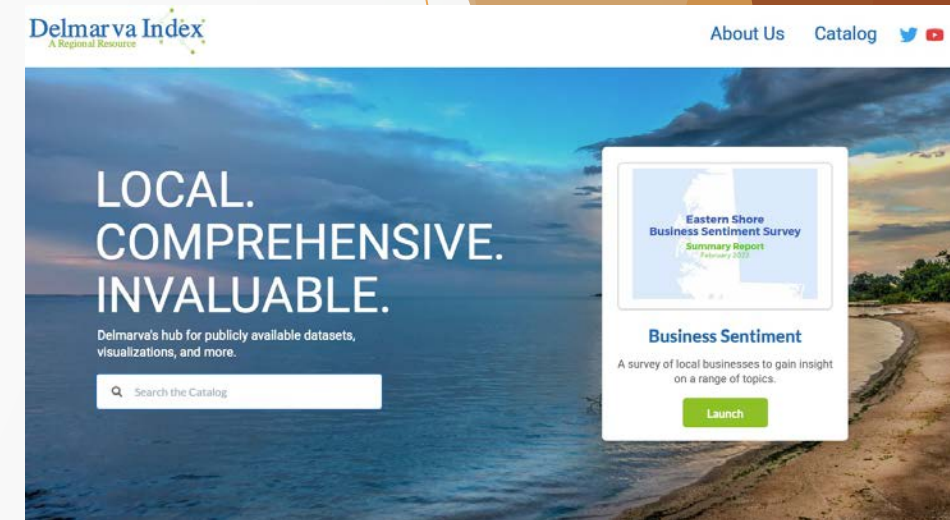 Delmarva Index
A Regional Resource
About Us
Catalog
LOCAL.
COMPREHENSIVE.
INVALUABLE.
Delmarva's hub for publicly available datasets,
visualizations, and more.
Search the Catalog
Eastern Shore
Business Sentiment Survey
Summary Report
February 2022
Business Sentiment
A survey of local businesses to gain insight
on a range of topics.
Launch